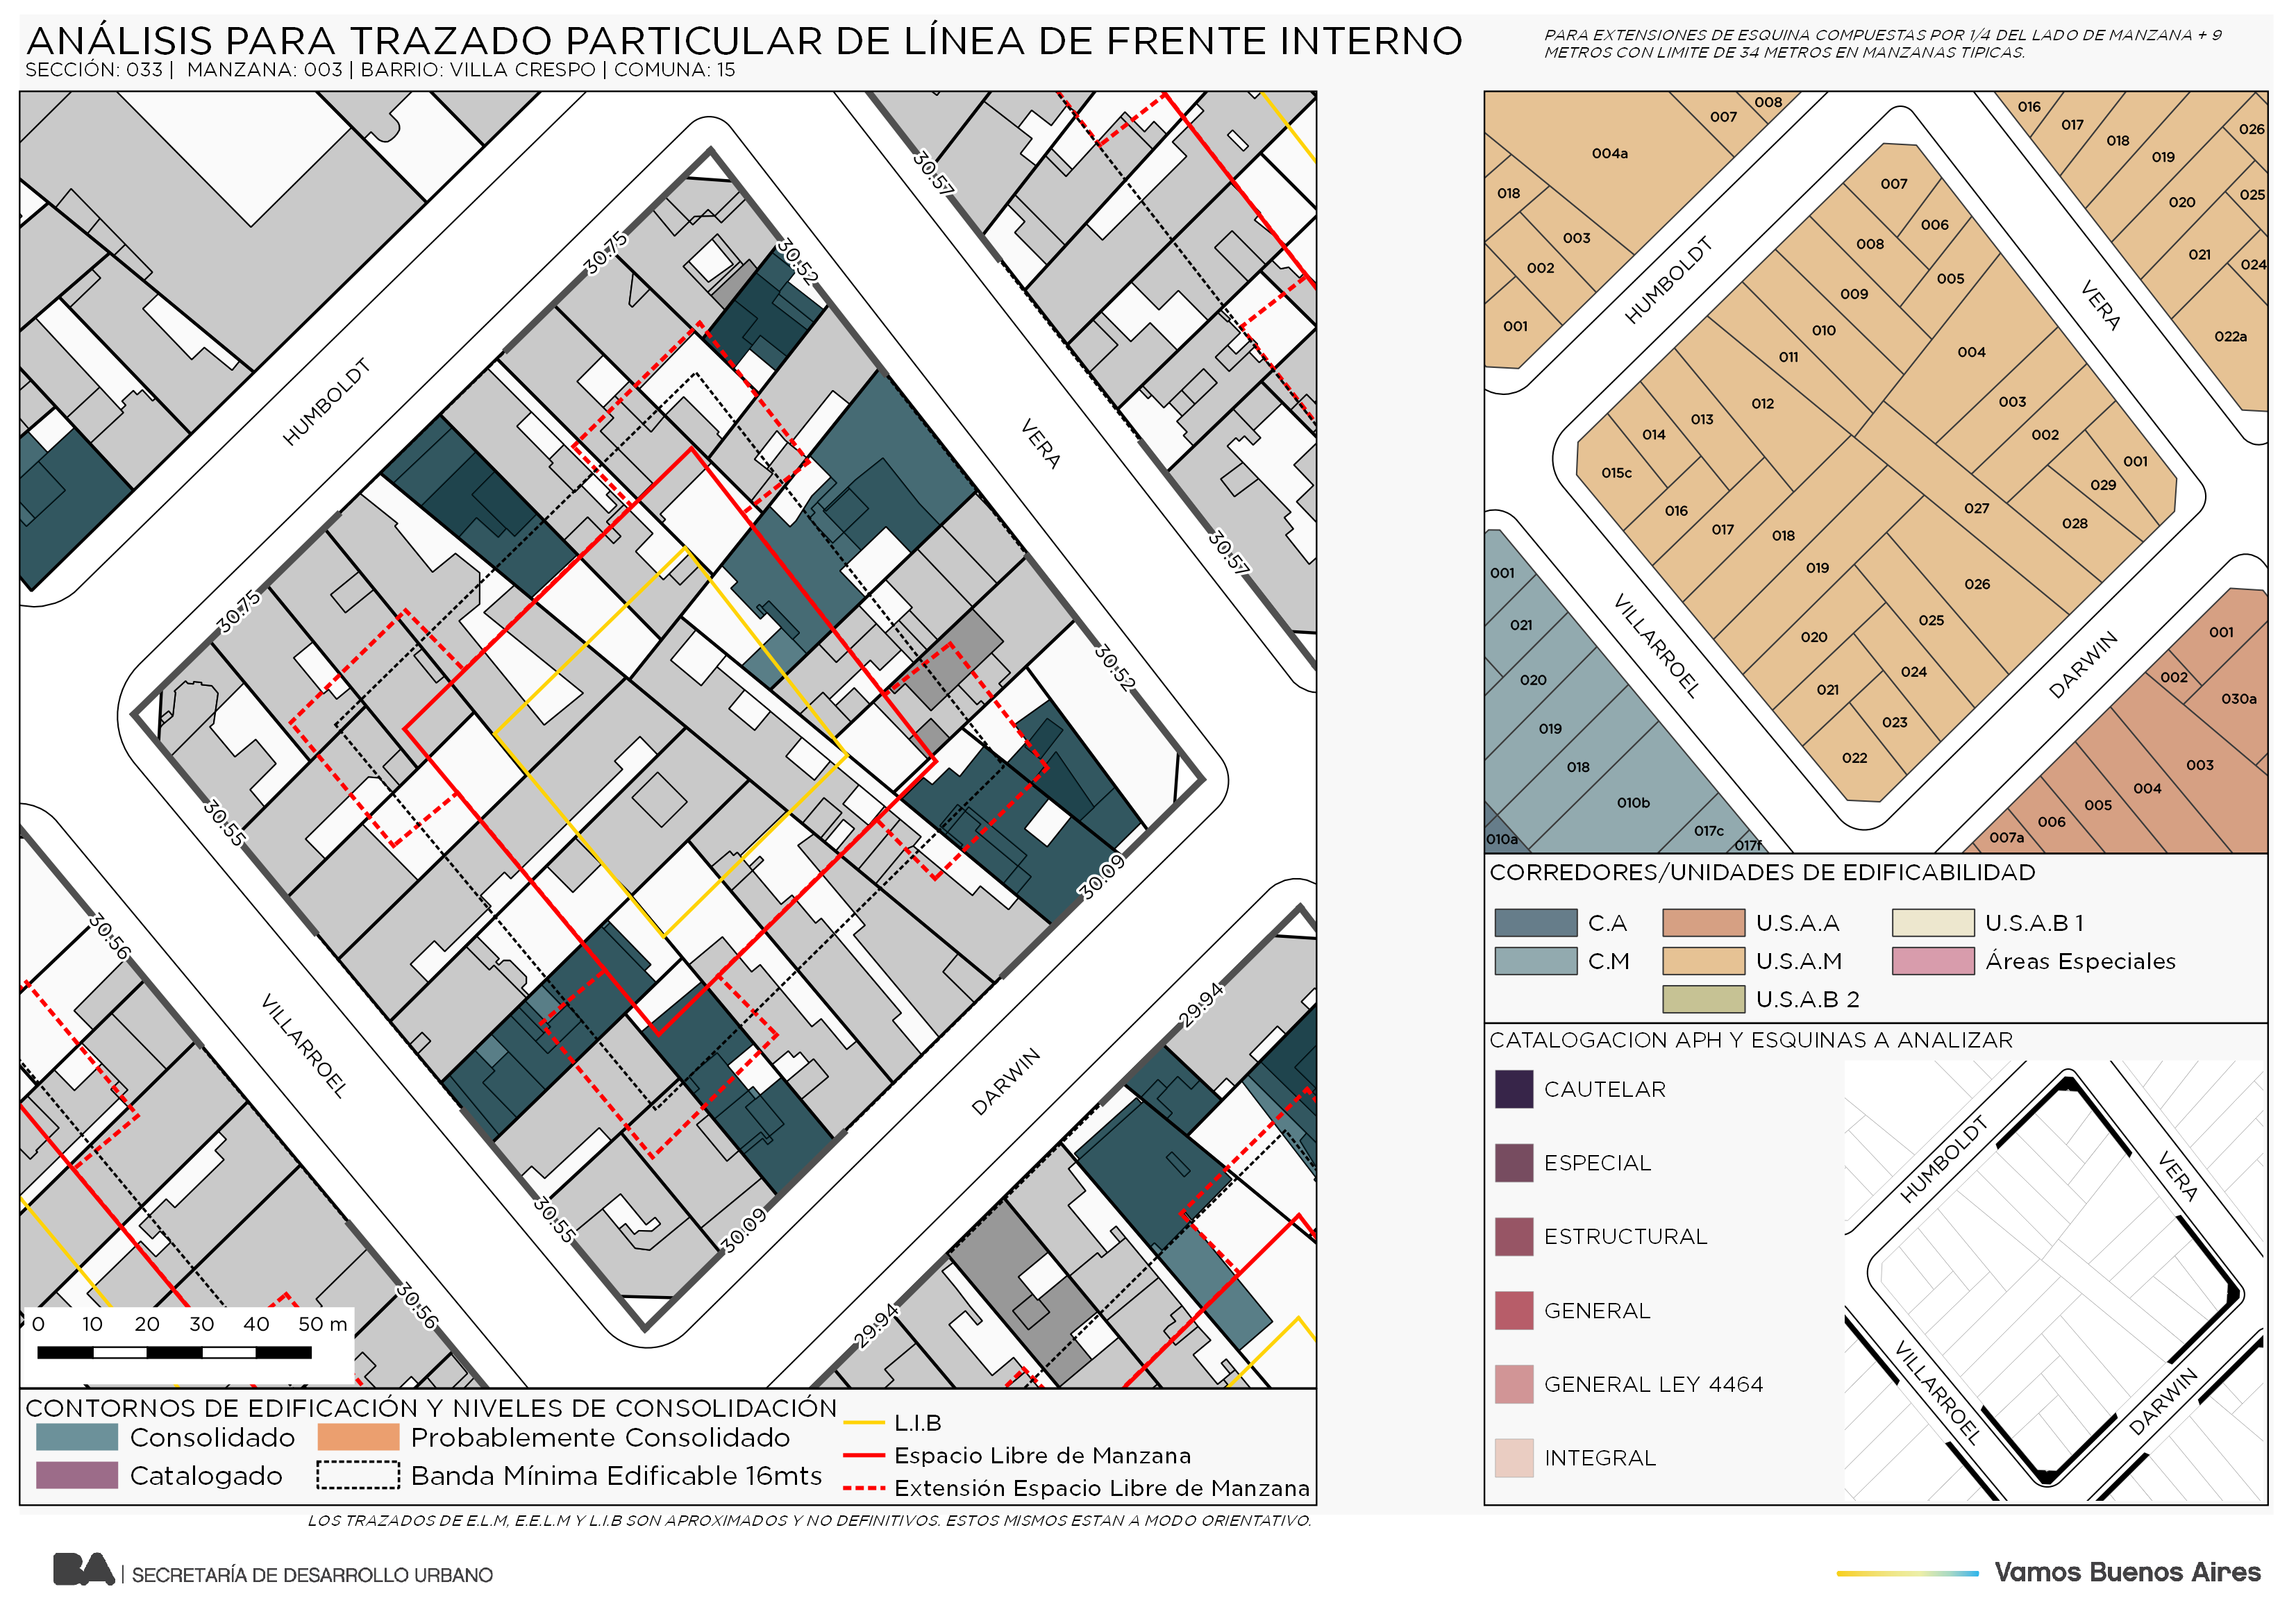 ANÁLISIS PARA TRAZADO PARTICULAR DE LÍNEA DE FRENTE INTERNO
SECCIÓN: 033 | MANZANA: 003 | BARRIO: VILLA CRESPO | COMUNA: 15
PARA EXTENSIONES DE ESQUINA COMPUESTAS POR 1/4 DEL LADO DE MANZANA + 9
METROS CON LIMITE DE 34 METROS EN MANZANAS TIPICAS.
30.57
30.75
30.52
HUMBOLDT
VERA
30.57
30.75
30.52
30.55
30.09
30.56
VILLARROEL
29.94
DARWIN
30.55
30.09
30.56
29.94
0 10 20 30 40 50 m
CONTORNOS DE EDIFICACIÓN Y NIVELES DE CONSOLIDACIÓN
Consolidado
Probablemente Consolidado
Catalogado
Banda Mínima Edificable 16mts
L.I.B
Espacio Libre de Manzana
Extensión Espacio Libre de Manzana
LOS TRAZADOS DE E.L.M, E.E.L.M Y L.I.B SON APROXIMADOS Y NO DEFINITIVOS. ESTOS MISMOS ESTAN A MODO ORIENTATIVO.
008
007
004a
018
003
002
001
HUMBOLDT
016
017
018
019
026
025
020
021
024
022a
VERA
007
006
008
005
009
010
004
011
012
003
013
002
014
001
015c
029
016
027
028
017
018
019
026
025
020
024
021
023
022
VILLARROEL
DARWIN
001
021
020
019
018
010b
017c
017f
010a
001
002
030a
003
004
005
006
007a
CORREDORES/UNIDADES DE EDIFICABILIDAD
C.A
U.S.A.A
U.S.A.B 1
C.M
U.S.A.M
Áreas Especiales
U.S.A.B 2
CATALOGACION APH Y ESQUINAS A ANALIZAR
CAUTELAR
ESPECIAL
ESTRUCTURAL
GENERAL
GENERAL LEY 4464
INTEGRAL
HUMBOLDT
VERA
VILLARROEL
DARWIN
BA | SECRETARÍA DE DESARROLLO URBANO
Vamos Buenos Aires